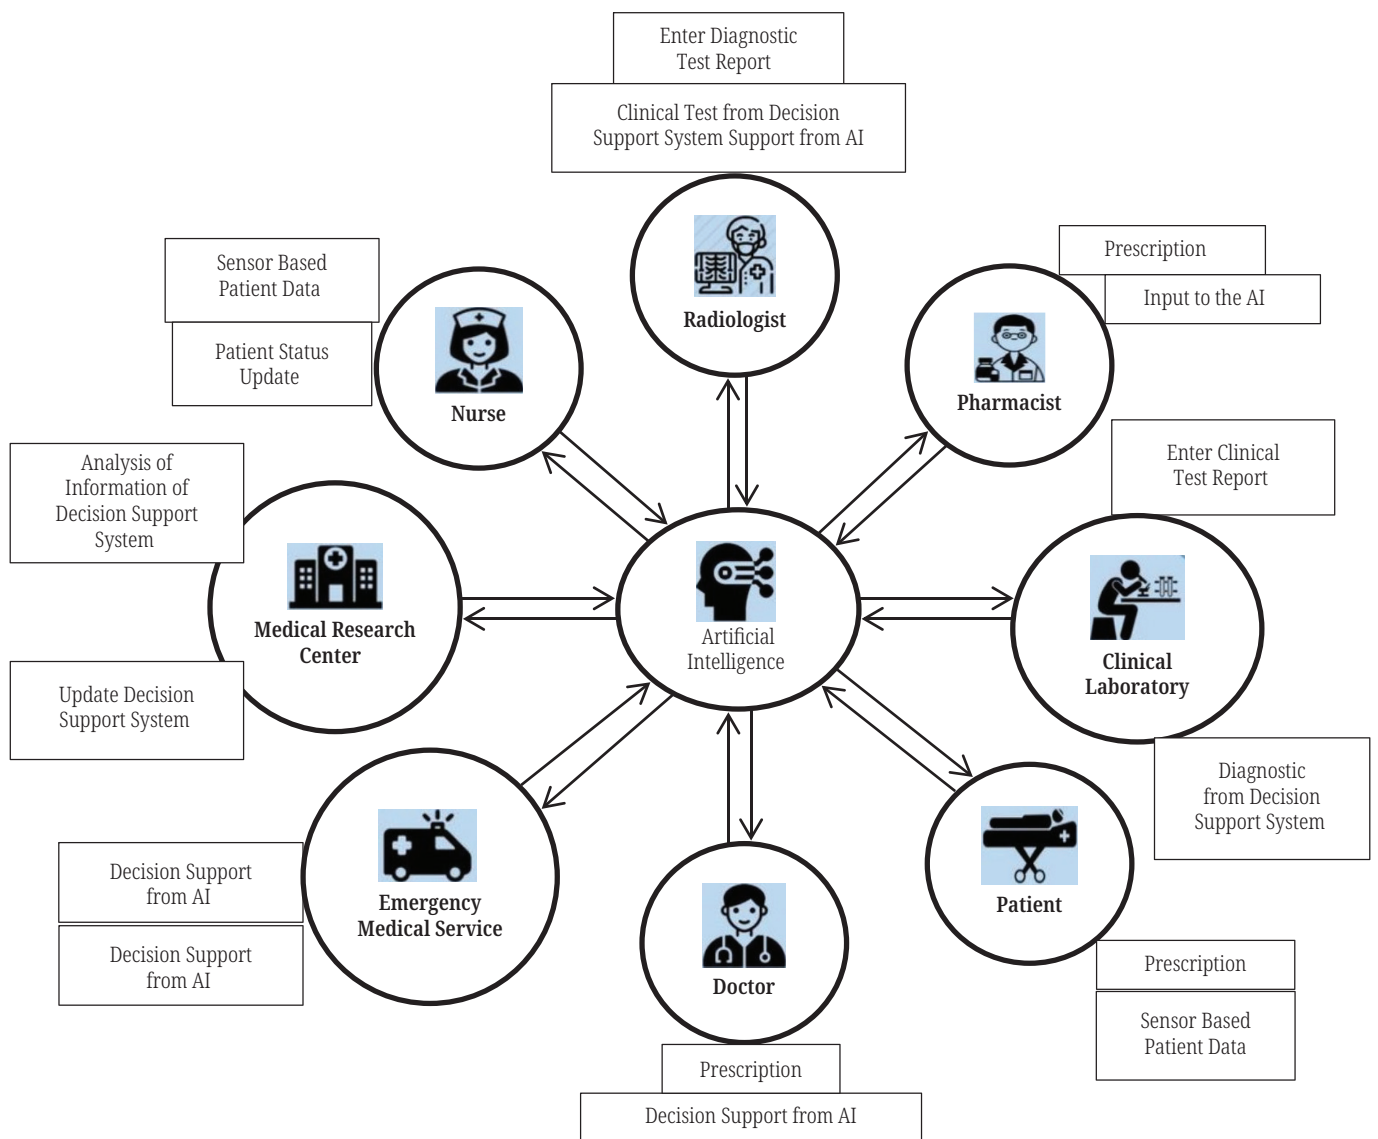 Enter Diagnostic
Test Report
Clinical Test from Decision
Support System Support from AI
Radiologist
Prescription
Input to the AI
Pharmacist
Sensor Based
Patient Data
Patient Status
Update
Nurse
Enter Clinical
Test Report
Clinical
Laboratory
Diagnostic
from Decision
Support System
Analysis of
Information of
Decision Support
System
Medical Research
Center
Update Decision
Support System
Artificial
Intelligence
Decision Support
from AI
Decision Support
from AI
Emergency
Medical Service
Patient
Prescription
Sensor Based
Patient Data
Doctor
Prescription
Decision Support from AI